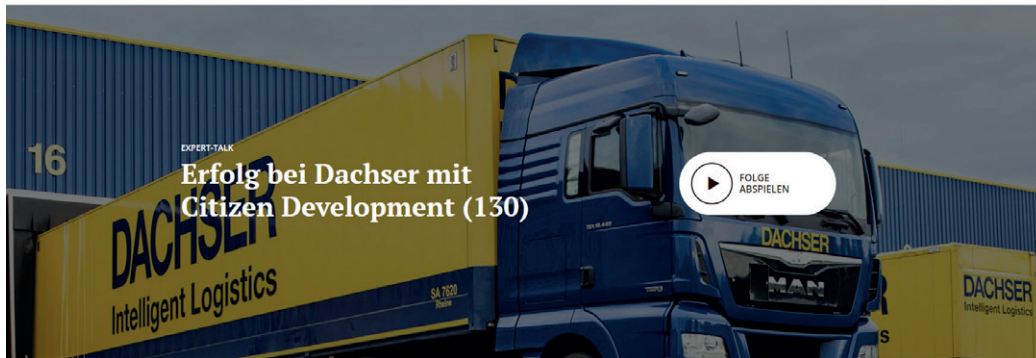 16
EXPERT-TALK
Erfolg bei Dachser mit
Citizen Development (130)
FOLGE
ABSPIELEN
DACHSER
Intelligent Logistics
SA 7620
Rheine
DACHSER
MAN
DACHSER
Intelligent Logistics